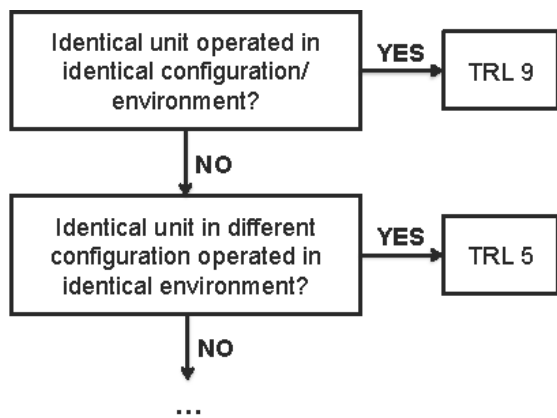 Identical unit operated in
identical configuration/
environment?
YES
TRL 9
NO
Identical unit in different
configuration operated in
identical environment?
YES
TRL 5
NO
...